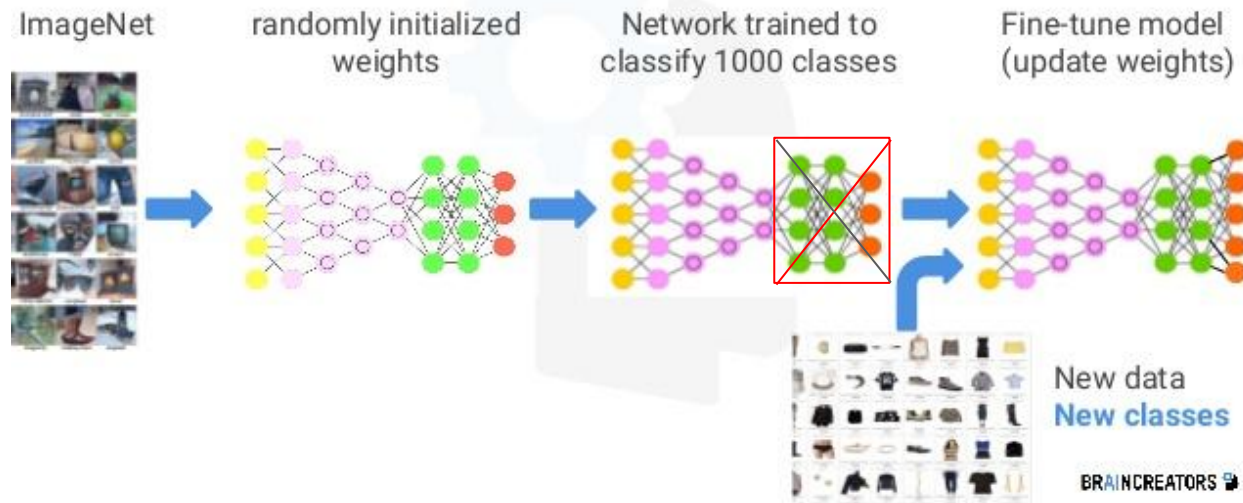 ImageNet
randomly initialized
weights
Network trained to
classify 1000 classes
Fine-tune model
(update weights)
New data
New classes
BRAINCREATORS